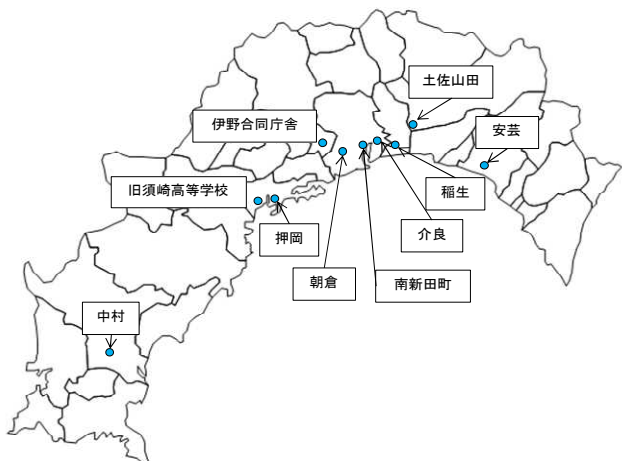 土佐山田
伊野合同庁舎
安芸
旧須崎高等学校
稲生
押岡
介良
朝倉
南新田町
中村